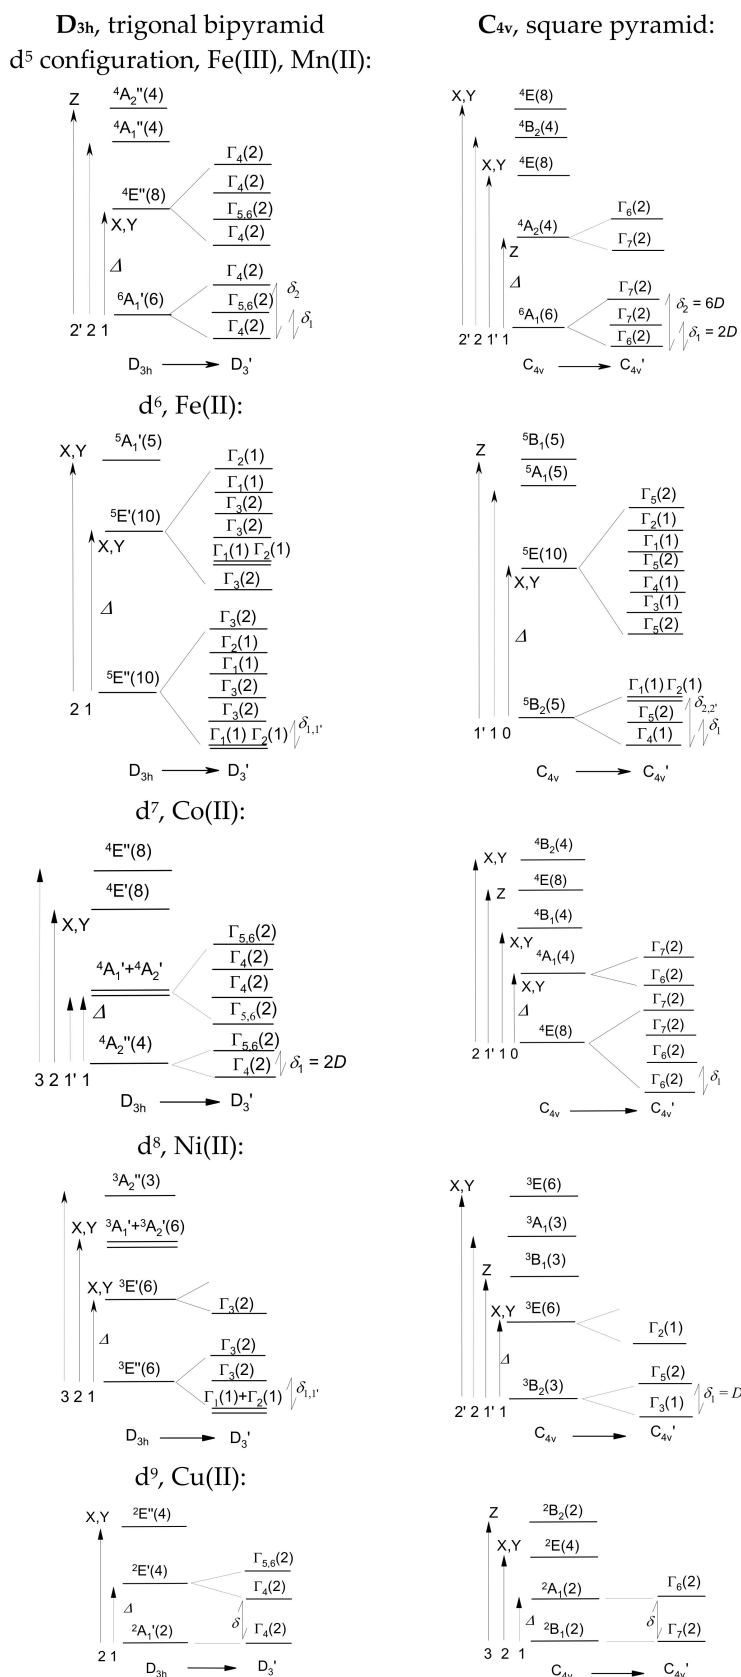 D₃ₕ, trigonal bipyramid
C₄ᵥ, square pyramid:
d⁵ configuration, Fe(III), Mn(II):
Z
⁴A₂''(4)
⁴A₁''(4)
⁴E''(8)
X,Y
Δ
⁶A₁'(6)
2' 2 1
Γ₄(2)
Γ₄(2)
Γ₅,₆(2)
Γ₄(2)
Γ₄(2)
Γ₅,₆(2)
Γ₄(2)
δ₂
δ₁
D₃ₕ D₃'
X,Y
⁴E(8)
⁴B₂(4)
X,Y
⁴E(8)
⁴A₂(4)
Z
Δ
⁶A₁(6)
2' 2 1' 1
Γ₆(2)
Γ₇(2)
Γ₇(2)
Γ₇(2)
Γ₆(2)
δ₂ = 6D
δ₁ = 2D
C₄ᵥ C₄ᵥ'
d⁶, Fe(II):
X,Y
⁵A₁'(5)
⁵E'(10)
X,Y
Δ
⁵E''(10)
2 1
Γ₂(1)
Γ₁(1)
Γ₃(2)
Γ₃(2)
Γ₁(1) Γ₂(1)
Γ₃(2)
Γ₃(2)
Γ₂(1)
Γ₁(1)
Γ₃(2)
Γ₃(2)
Γ₁(1) Γ₂(1)
δ₁,₁'
D₃ₕ D₃'
Z
⁵B₁(5)
⁵A₁(5)
⁵E(10)
X,Y
Δ
⁵B₂(5)
1' 1 0
Γ₅(2)
Γ₂(1)
Γ₁(1)
Γ₅(2)
Γ₄(1)
Γ₃(1)
Γ₅(2)
Γ₁(1) Γ₂(1)
Γ₅(2)
Γ₄(1)
δ₂,₂'
δ₁
C₄ᵥ C₄ᵥ'
d⁷, Co(II):
⁴E''(8)
⁴E'(8)
X,Y
⁴A₁'+⁴A₂'
Δ
⁴A₂''(4)
3 2 1' 1
Γ₅,₆(2)
Γ₄(2)
Γ₄(2)
Γ₅,₆(2)
Γ₅,₆(2)
Γ₄(2)
δ₁ = 2D
D₃ₕ D₃'
⁴B₂(4)
X,Y
⁴E(8)
Z
⁴B₁(4)
X,Y
⁴A₁(4)
X,Y
Δ
⁴E(8)
2 1' 1 0
Γ₇(2)
Γ₆(2)
Γ₇(2)
Γ₇(2)
Γ₆(2)
Γ₆(2)
δ₁
C₄ᵥ C₄ᵥ'
d⁸, Ni(II):
³A₂''(3)
X,Y
³A₁'+³A₂'(6)
X,Y
³E'(6)
Δ
³E''(6)
3 2 1
Γ₃(2)
Γ₃(2)
Γ₃(2)
Γ₁(1)+Γ₂(1)
δ₁,₁'
D₃ₕ D₃'
X,Y
³E(6)
³A₁(3)
Z
³B₁(3)
X,Y
³E(6)
Δ
³B₂(3)
2' 2 1' 1
Γ₂(1)
Γ₅(2)
Γ₃(1)
δ₁ = D
C₄ᵥ C₄ᵥ'
d⁹, Cu(II):
X,Y
²E''(4)
²E'(4)
Δ
²A₁'(2)
2 1
Γ₅,₆(2)
Γ₄(2)
Γ₄(2)
δ
D₃ₕ D₃'
Z
²B₂(2)
X,Y
²E(4)
²A₁(2)
Δ
²B₁(2)
3 2 1
Γ₆(2)
Γ₇(2)
δ
C₄ᵥ C₄ᵥ'